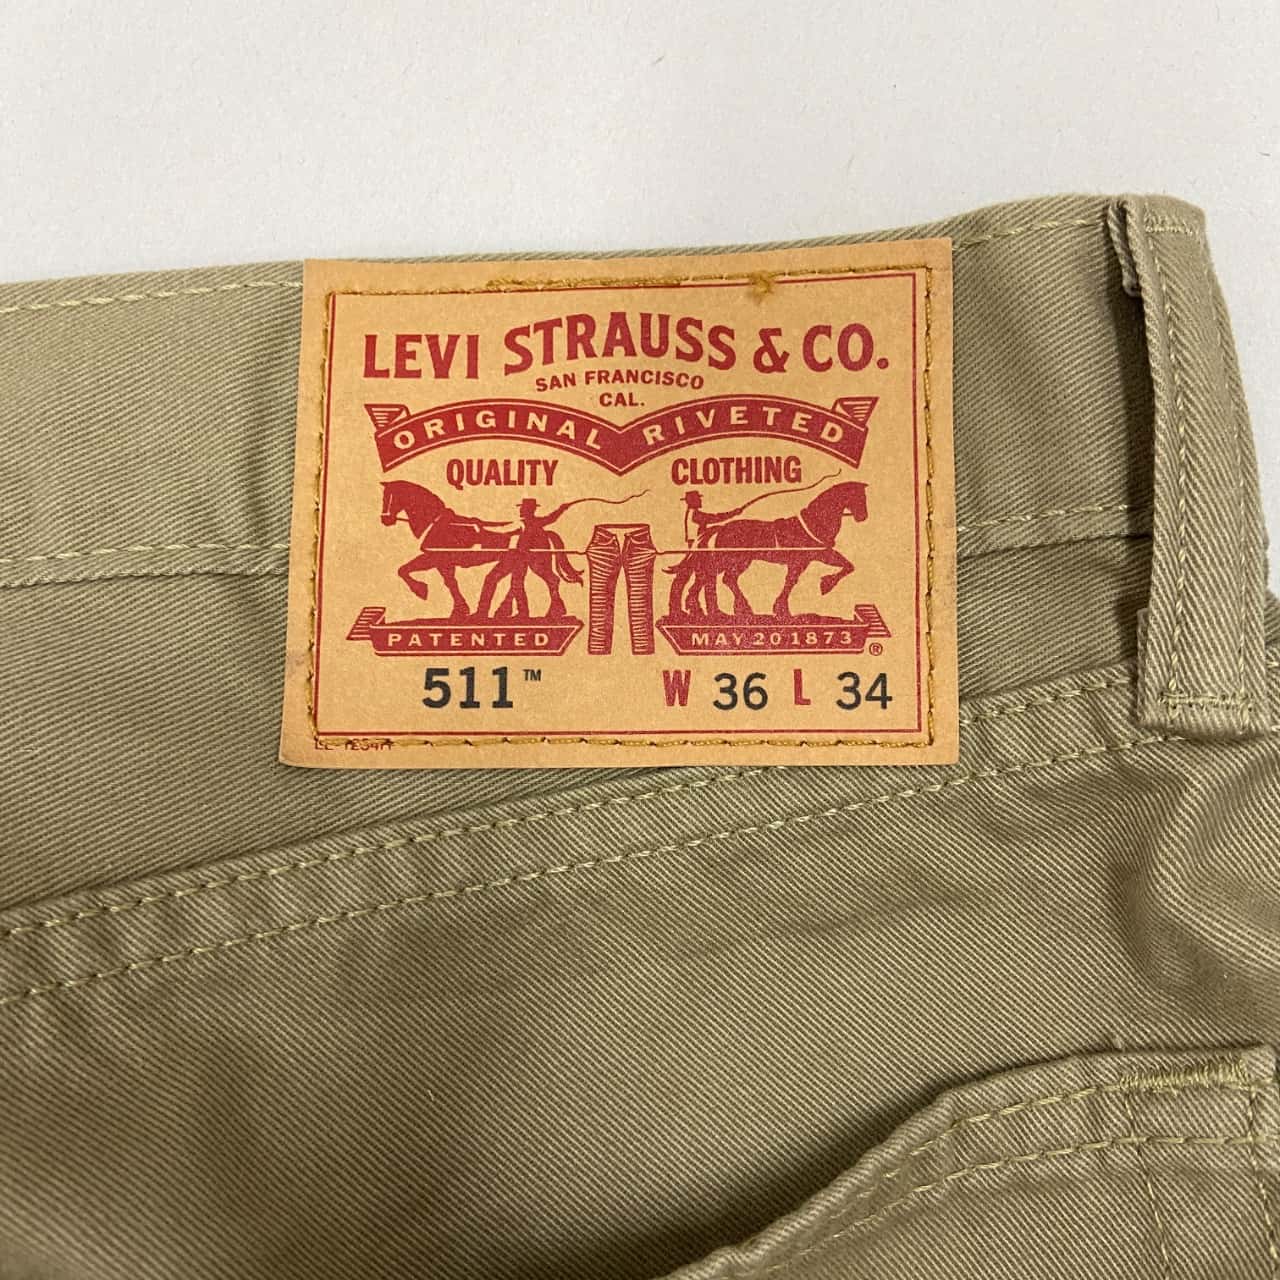 LEVI STRAUSS & CO.
SAN FRANCISCO
CAL.
ORIGINAL RIVETED
QUALITY CLOTHING
PATENTED MAY 20 1873 ®
511™ W 36 L 34